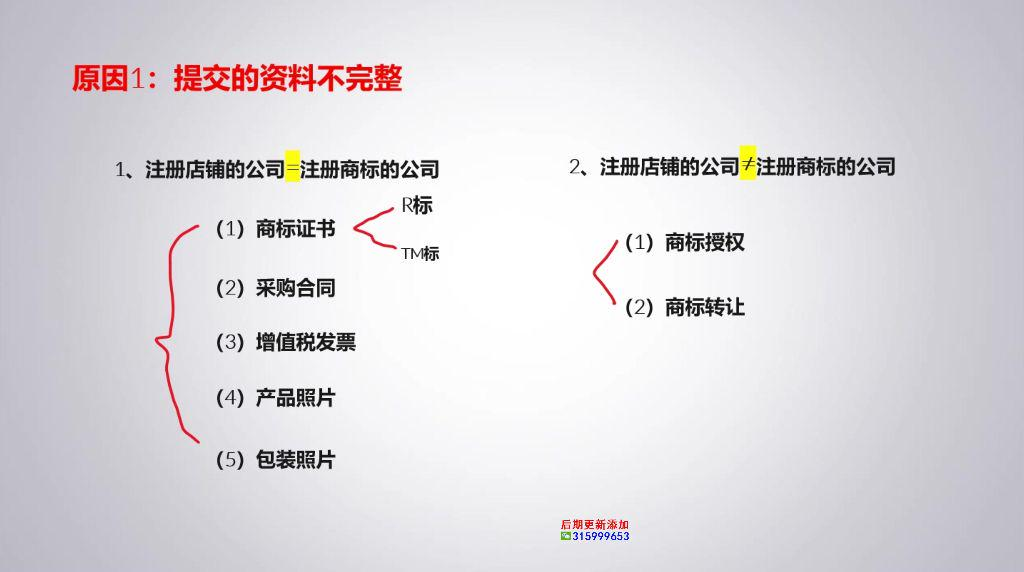 原因1：提交的资料不完整
1、注册店铺的公司=注册商标的公司
（1）商标证书
R标
TM标
（2）采购合同
（3）增值税发票
（4）产品照片
（5）包装照片
2、注册店铺的公司≠注册商标的公司
（1）商标授权
（2）商标转让
后期更新添加
315999653